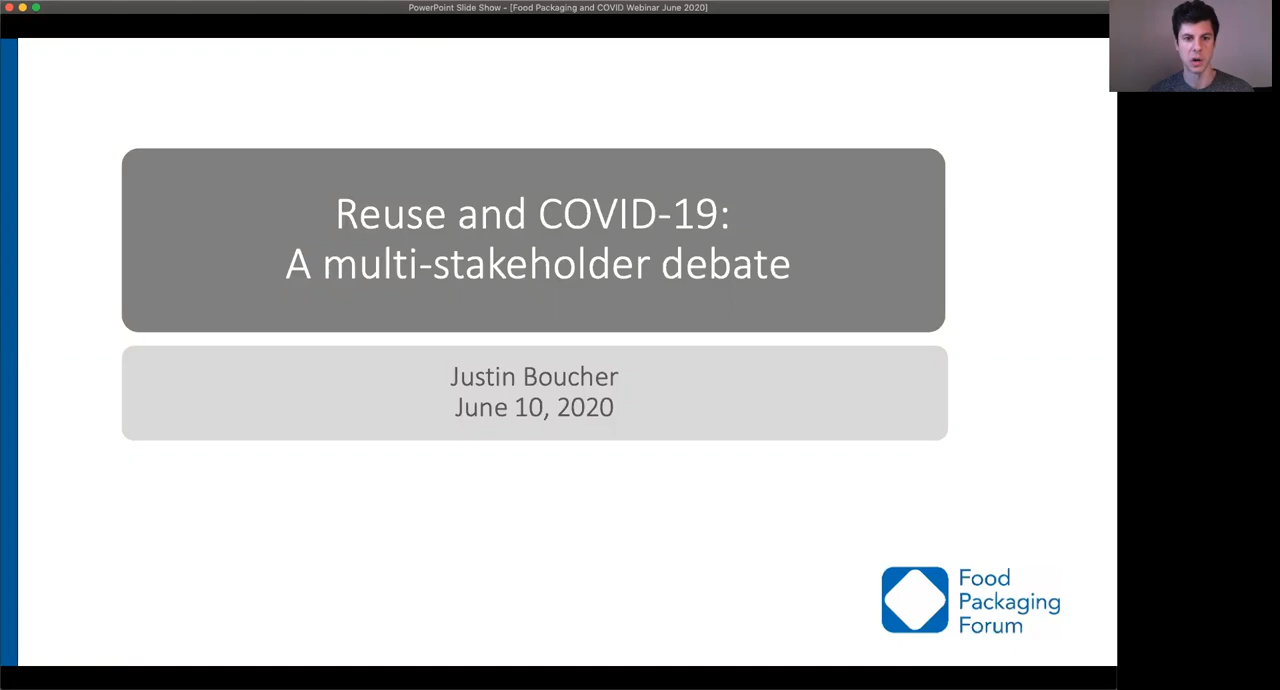 PowerPoint Slide Show - [Food Packaging and COVID Webinar June 2020]
Reuse and COVID-19:
A multi-stakeholder debate
Justin Boucher
June 10, 2020
Food
Packaging
Forum